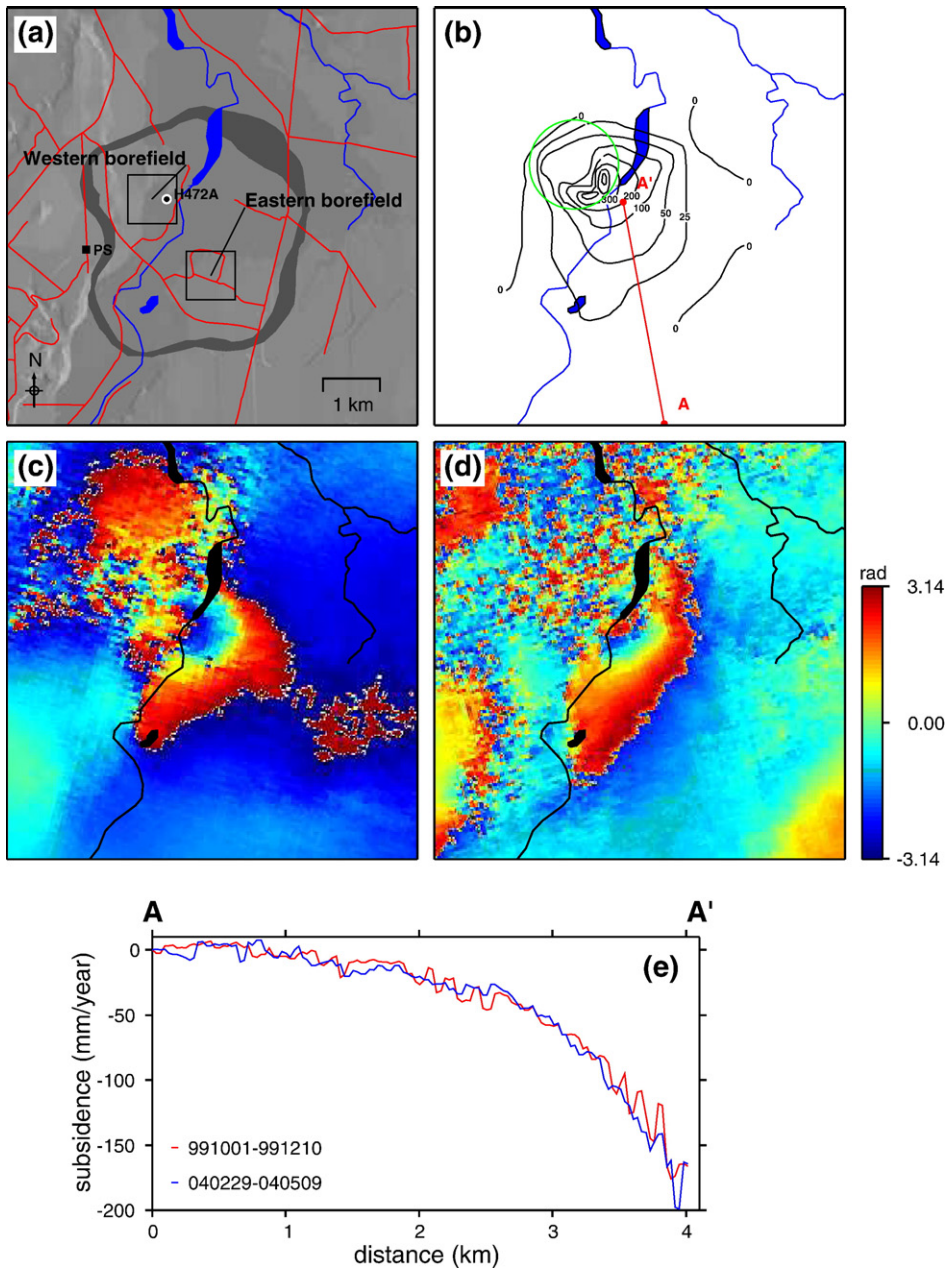 (a)
Western borefield
H472A
Eastern borefield
PS
N
1 km
(b)
0
0
A'
300
200
100
50
25
0
0
0
A
(c)
(d)
rad
3.14
0.00
-3.14
A
A'
(e)
0
-50
-100
-150
-200
subsidence (mm/year)
991001-991210
040229-040509
0
1
2
3
4
distance (km)